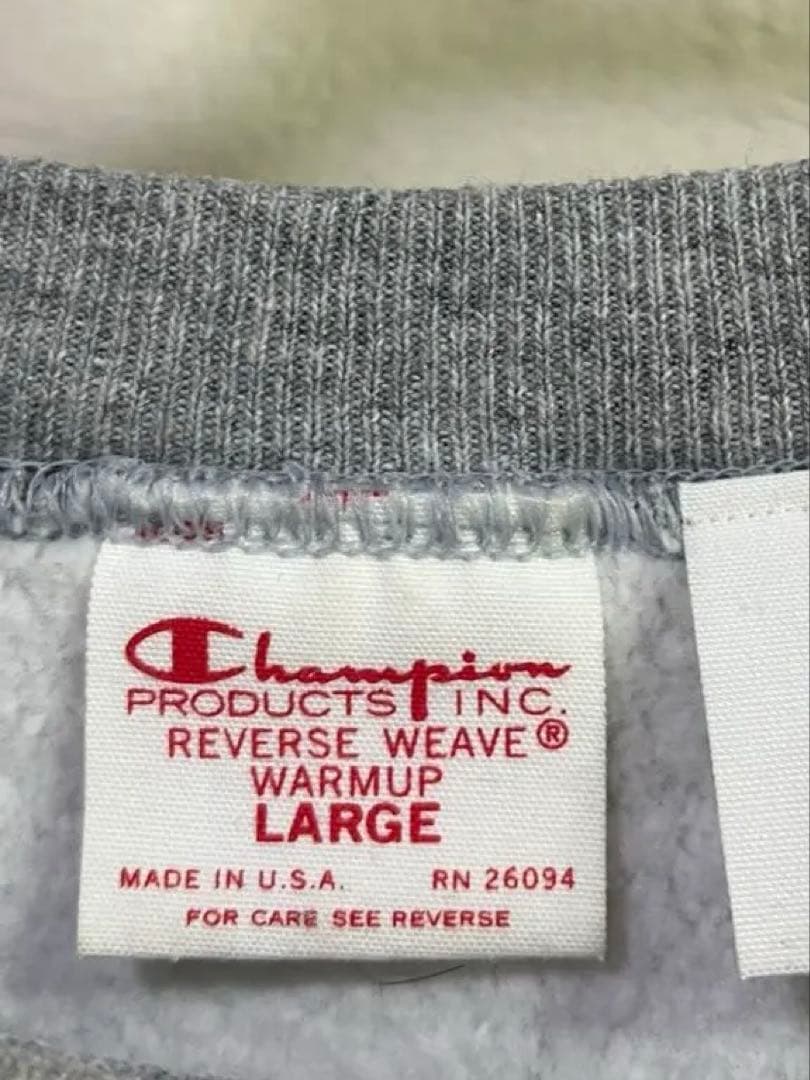 Champion
PRODUCTS INC.
REVERSE WEAVE®
WARMUP
LARGE
MADE IN U.S.A. RN 26094
FOR CARE SEE REVERSE